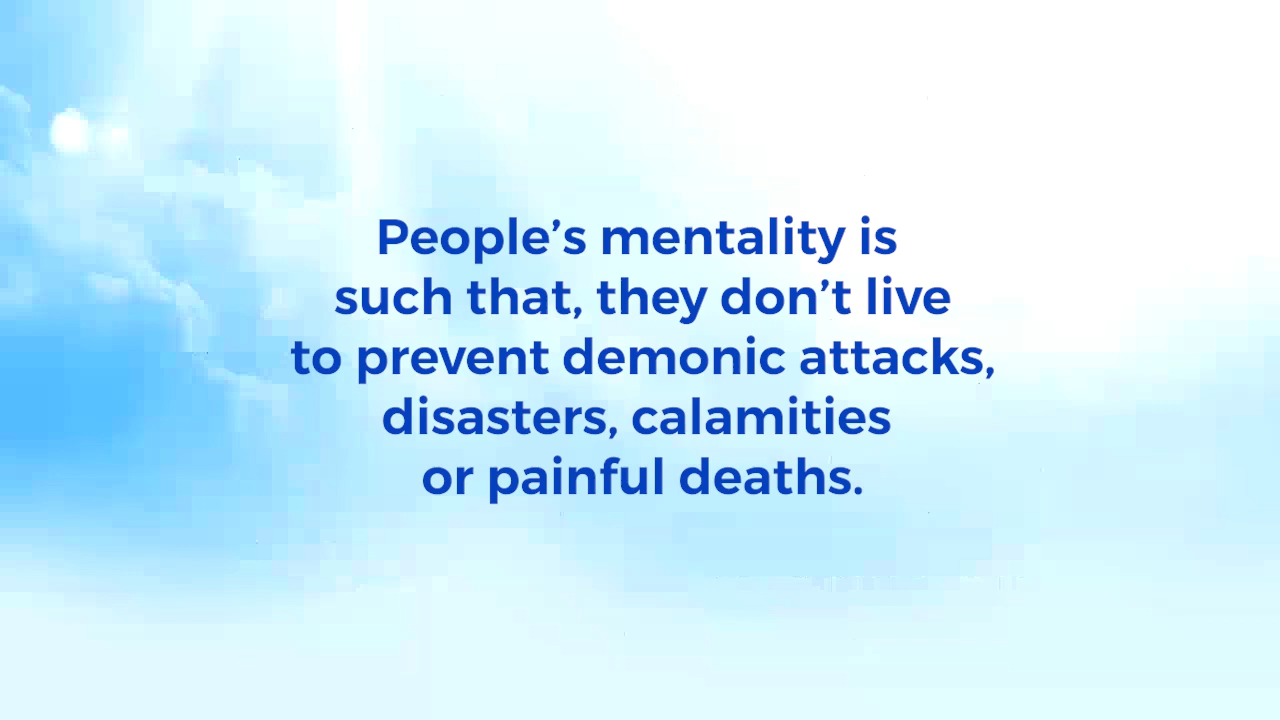 People’s mentality is
such that, they don’t live
to prevent demonic attacks,
disasters, calamities
or painful deaths.